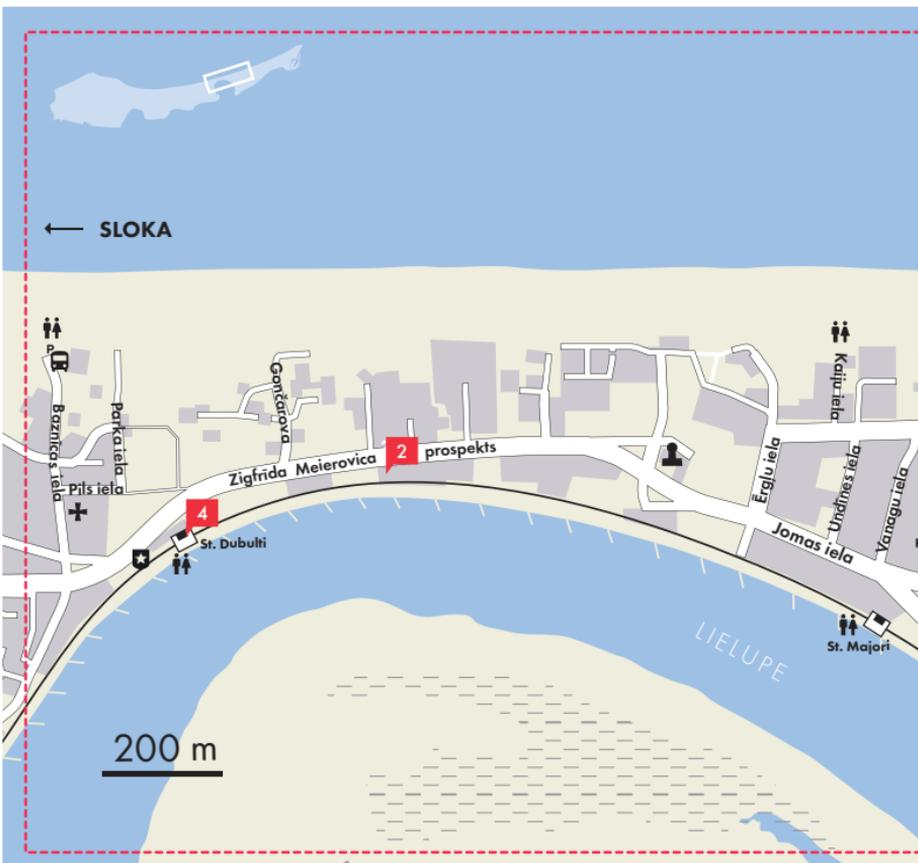 SLOKA
P
Baznīcas iela
Parka iela
Pils iela
Gončarova
Zigfrīda Meierovica prospekts
2
4
St. Dubulti
Ērgļu iela
Kaiju iela
Undīnes iela
Vanagu iela
Jomas iela
St. Majori
LIELUPE
200 m